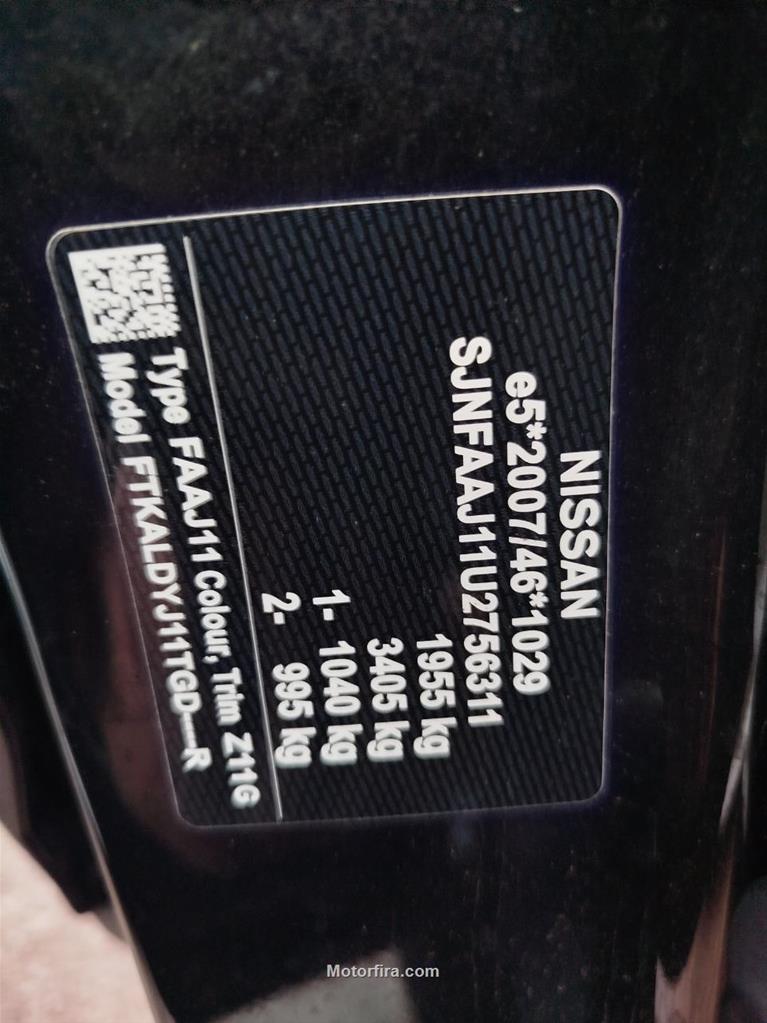 NISSAN
e5*2007/46*1029
SJNFAAJ11U2756311
1955 kg
3405 kg
1- 1040 kg
2- 995 kg
Type FAAJ11 Colour, Trim Z11G
Model FTKALDYJ11TGD----R
Motorfira.com